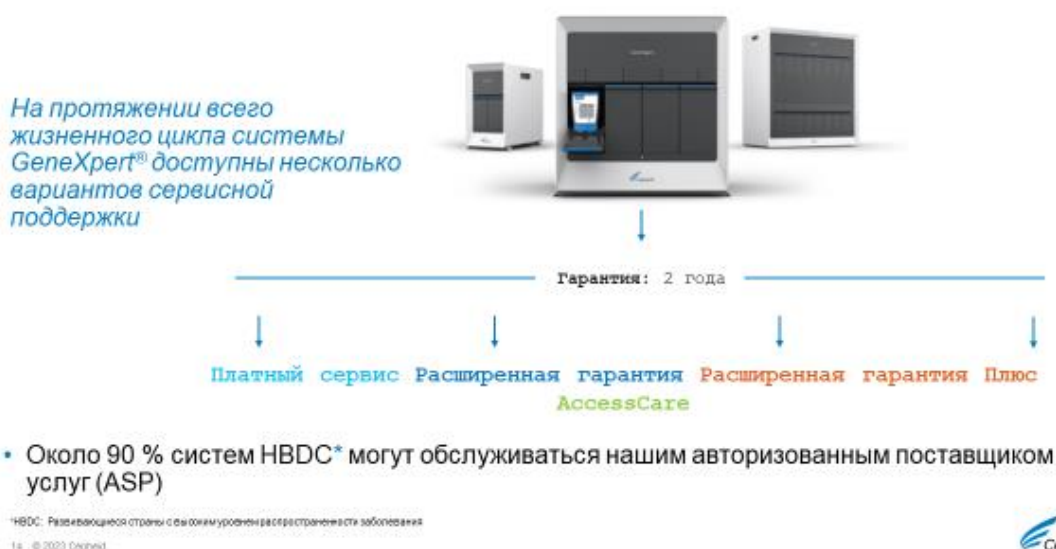 На протяжении всего
жизненного цикла системы
GeneXpert® доступны несколько
вариантов сервисной
поддержки
Гарантия: 2 года
Платный сервис Расширенная гарантия Расширенная гарантия Плюс
AccessCare
• Около 90 % систем HBDC* могут обслуживаться нашим авторизованным поставщиком
услуг (ASP)
*HBDC: Развивающиеся страны с высоким уровнем распространенности заболевания
© 2023 Cepheid